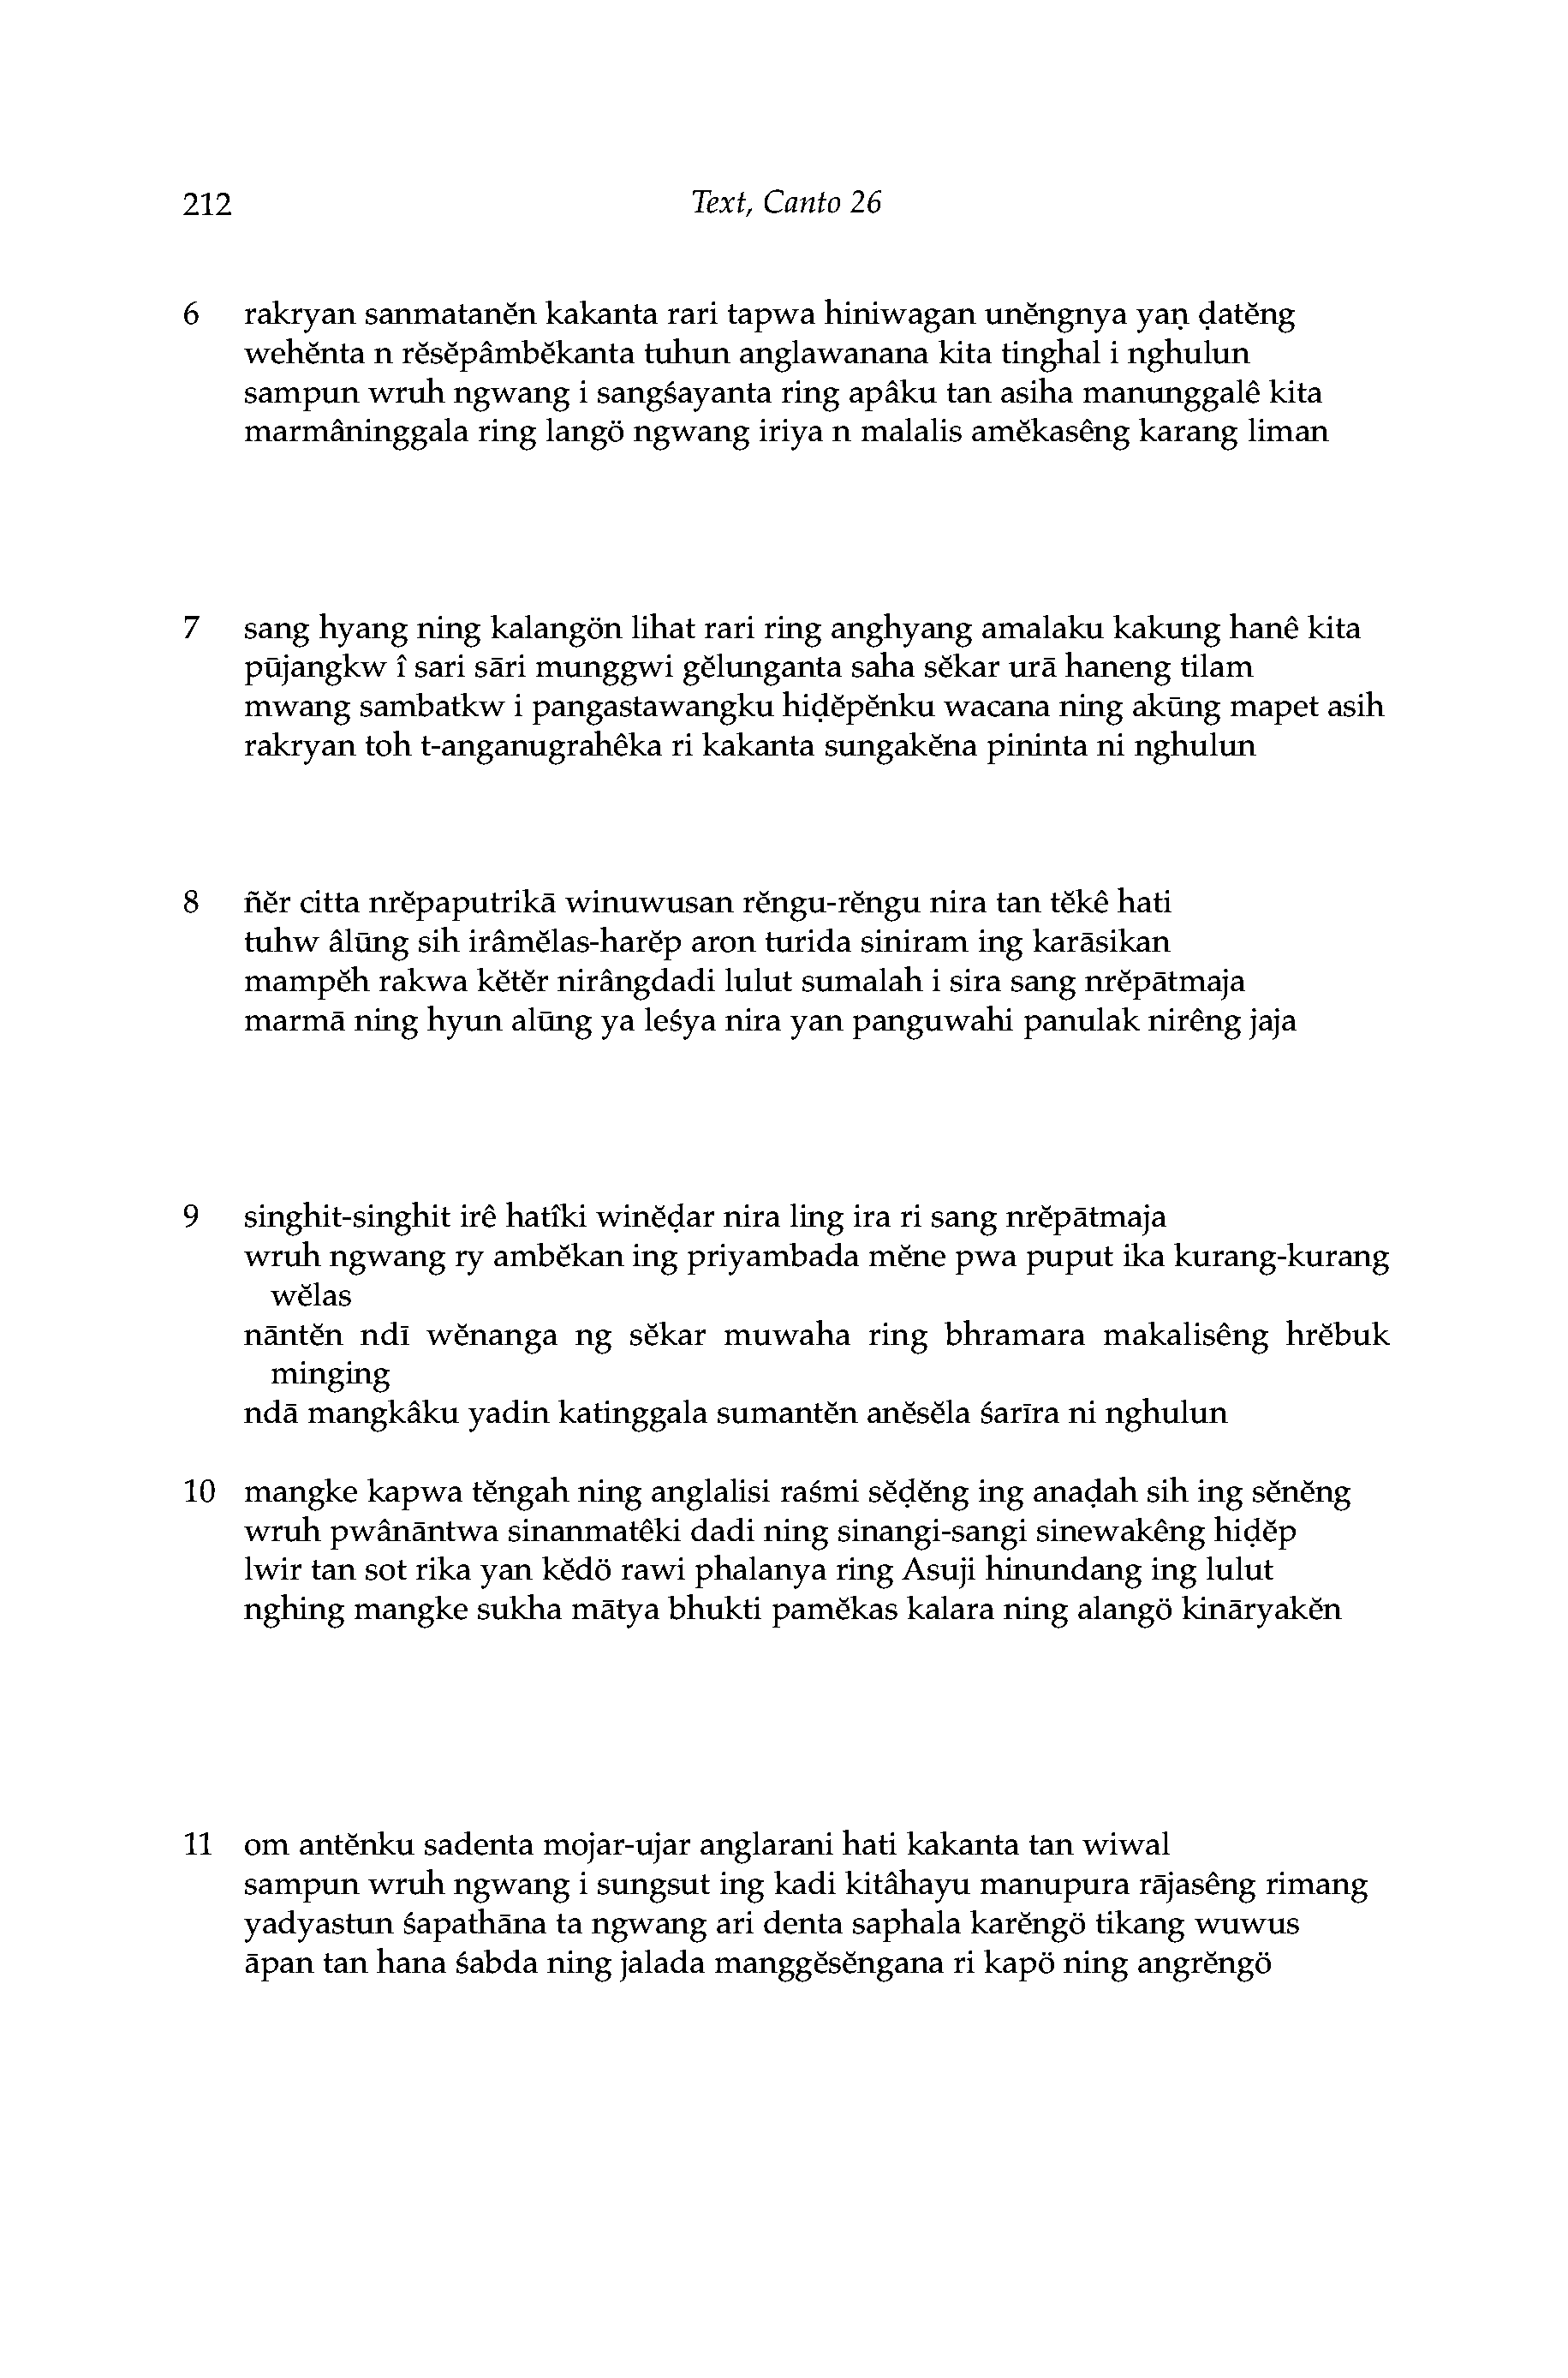 212 Text, Canto 26
6 rakryan sanmatanĕn kakanta rari tapwa hiniwagan unĕngnya yaṇ ḍatĕng
wehĕnta n rĕsĕpâmbĕkanta tuhun anglawanana kita tinghal i nghulun
sampun wruh ngwang i sangśayanta ring apâku tan asiha manunggalê kita
marmâninggala ring langö ngwang iriya n malalis amĕkasêng karang liman
7 sang hyang ning kalangön lihat rari ring anghyang amalaku kakung hanê kita
pūjangkw î sari sāri munggwi gĕlunganta saha sĕkar urā haneng tilam
mwang sambatkw i pangastawangku hiḍĕpĕnku wacana ning akūng mapet asih
rakryan toh t-anganugrahêka ri kakanta sungakĕna pininta ni nghulun
8 ñĕr citta nrĕpaputrikā winuwusan rĕngu-rĕngu nira tan tĕkê hati
tuhw âlūng sih irâmĕlas-harĕp aron turida siniram ing karāsikan
mampĕh rakwa kĕtĕr nirângdadi lulut sumalah i sira sang nrĕpātmaja
marmā ning hyun alūng ya leśya nira yan panguwahi panulak nirêng jaja
9 singhit-singhit irê hatîki winĕḍar nira ling ira ri sang nrĕpātmaja
wruh ngwang ry ambĕkan ing priyambada mĕne pwa puput ika kurang-kurang
wĕlas
nāntĕn ndī wĕnanga ng sĕkar muwaha ring bhramara makalisêng hrĕbuk
minging
ndā mangkâku yadin katinggala sumantĕn anĕsĕla śarīra ni nghulun
10 mangke kapwa tĕngah ning anglalisi raśmi sĕḍĕng ing anaḍah sih ing sĕnĕng
wruh pwânāntwa sinanmatêki dadi ning sinangi-sangi sinewakêng hiḍĕp
lwir tan sot rika yan kĕdö rawi phalanya ring Asuji hinundang ing lulut
nghing mangke sukha mātya bhukti pamĕkas kalara ning alangö kināryakĕn
11 om antĕnku sadenta mojar-ujar anglarani hati kakanta tan wiwal
sampun wruh ngwang i sungsut ing kadi kitâhayu manupura rājasêng rimang
yadyastun śapathāna ta ngwang ari denta saphala karĕngö tikang wuwus
āpan tan hana śabda ning jalada manggĕsĕngana ri kapö ning angrĕngö